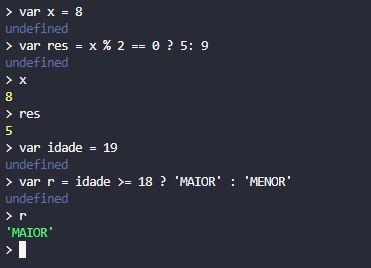 > var x = 8
undefined
> var res = x % 2 == 0 ? 5: 9
undefined
> x
8
> res
5
> var idade = 19
undefined
> var r = idade >= 18 ? 'MAIOR' : 'MENOR'
undefined
> r
'MAIOR'
>